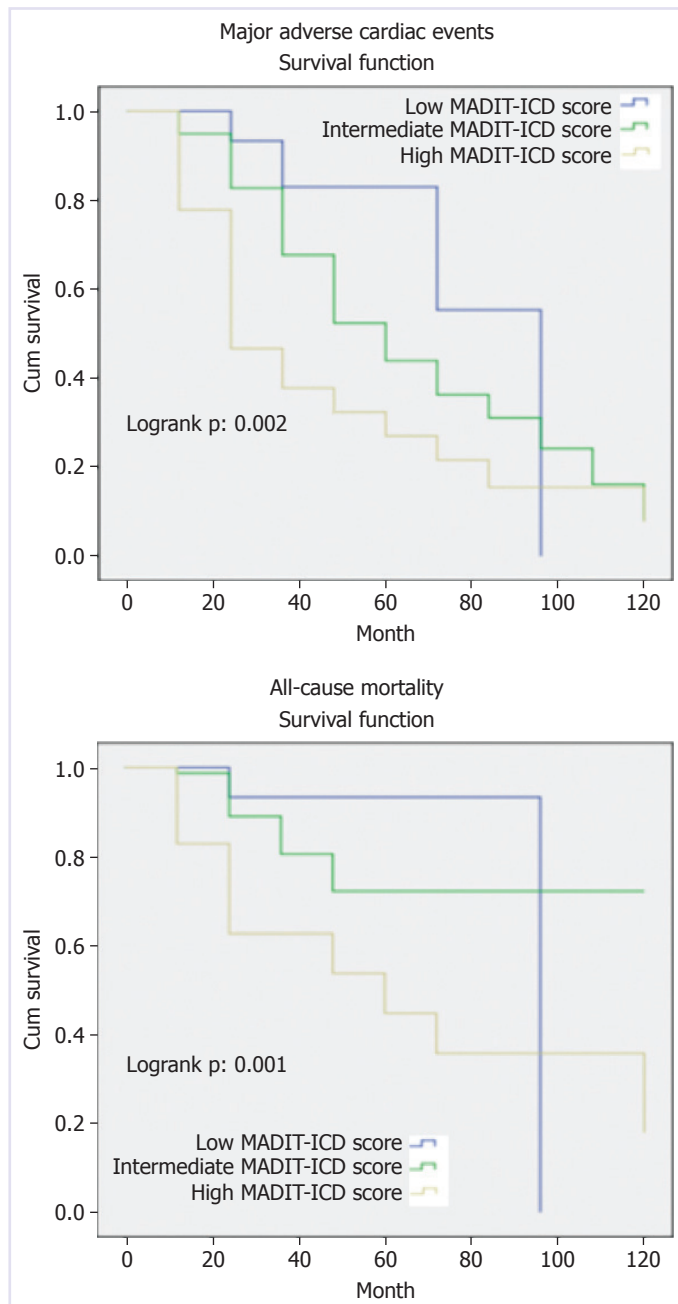 Major adverse cardiac events
Survival function
Low MADIT-ICD score
Intermediate MADIT-ICD score
High MADIT-ICD score
1.0
0.8
0.6
0.4
0.2
0.0
Cum survival
Logrank p: 0.002
0 20 40 60 80 100 120
Month
All-cause mortality
Survival function
1.0
0.8
0.6
0.4
0.2
0.0
Cum survival
Logrank p: 0.001
Low MADIT-ICD score
Intermediate MADIT-ICD score
High MADIT-ICD score
0 20 40 60 80 100 120
Month